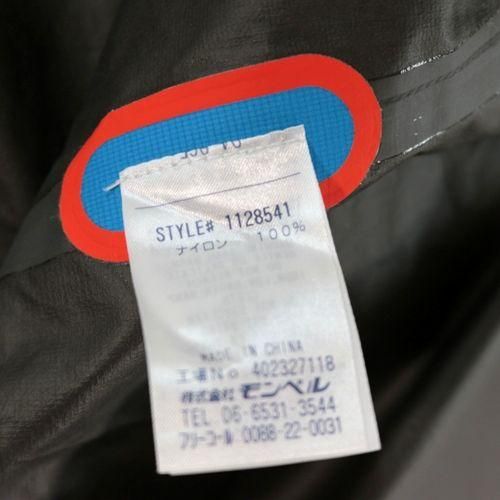 STYLE# 1128541
ナイロン 100%
MADE IN CHINA
工場No 402327118
株式会社 モンベル
TEL 06-6531-3544
フリーコール 0088-22-0031